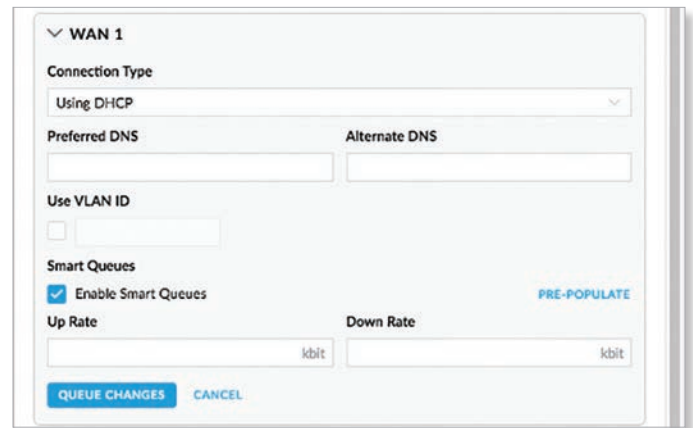 WAN 1
Connection Type
Using DHCP
Preferred DNS Alternate DNS
Use VLAN ID
Smart Queues
Enable Smart Queues PRE-POPULATE
Up Rate Down Rate
kbit kbit
QUEUE CHANGES CANCEL